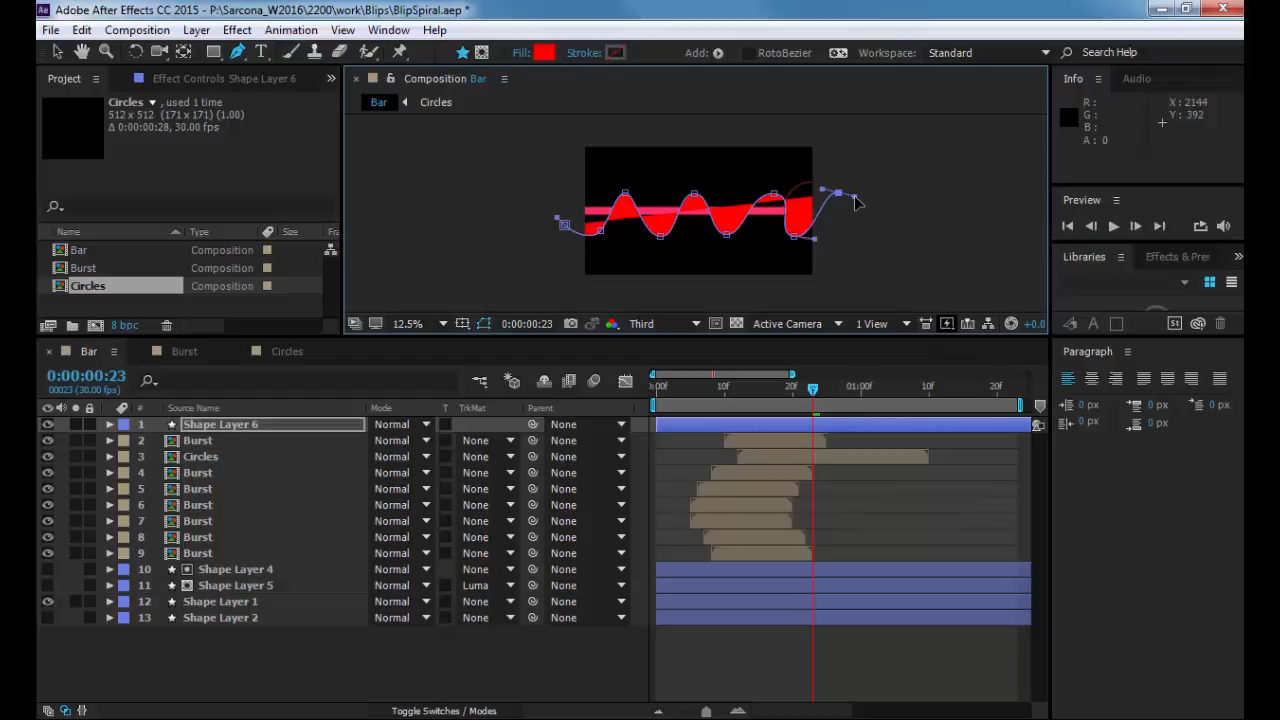 Adobe After Effects CC 2015 - P:\Sarcona_W2016\2200\work\Blips\BlipSpiral.aep *
File Edit Composition Layer Effect Animation View Window Help
Fill: Stroke: Add: RotoBezier Workspace: Standard Search Help
Project Effect Controls Shape Layer 6 Composition Bar Info Audio
Circles , used 1 time
512 x 512 (171 x 171) (1.00)
Δ 0:00:00:28, 30.00 fps
Bar Circles
R: X: 2144
G: Y: 392
B:
A: 0
Preview
Name Type Size Fra
Bar Composition
Burst Composition
Circles Composition
Libraries Effects & Pre
8 bpc
12.5% 0:00:00:23 Third Active Camera 1 View +0.0
St
Bar Burst Circles
Paragraph
0:00:00:23
00023 (30.00 fps)
:00f 10f 20f 01:00f 10f 20f
# Source Name Mode T TrkMat Parent
1 Shape Layer 6 Normal None
2 Burst Normal None None
3 Circles Normal None None
4 Burst Normal None None
5 Burst Normal None None
6 Burst Normal None None
7 Burst Normal None None
8 Burst Normal None None
9 Burst Normal None None
10 Shape Layer 4 Normal None None
11 Shape Layer 5 Normal Luma None
12 Shape Layer 1 Normal None None
13 Shape Layer 2 Normal None None
0 px 0 px 0 px
0 px 0 px
Toggle Switches / Modes